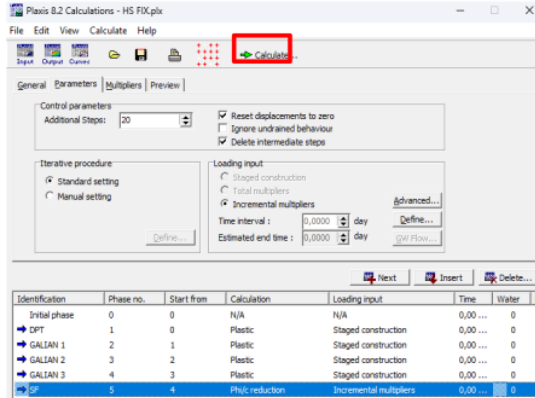 Plaxis 8.2 Calculations - HS FIX.plx
File Edit View Calculate Help
Input Output Curves Calculate...
General Parameters Multipliers Preview
Control parameters
Additional Steps: 20
Reset displacements to zero
Ignore undrained behaviour
Delete intermediate steps
Iterative procedure
Standard setting
Manual setting
Define...
Loading input
Staged construction
Total multipliers
Incremental multipliers
Advanced...
Time interval : 0,0000 day Define...
Estimated end time : 0,0000 day GW Flow...
Next Insert Delete...
Identification Phase no. Start from Calculation Loading input Time Water
Initial phase 0 0 N/A N/A 0,00 ... 0
DPT 1 0 Plastic Staged construction 0,00 ... 0
GALIAN 1 2 1 Plastic Staged construction 0,00 ... 0
GALIAN 2 3 2 Plastic Staged construction 0,00 ... 0
GALIAN 3 4 3 Plastic Staged construction 0,00 ... 0
SF 5 4 Phi/c reduction Incremental multipliers 0,00 ... 0